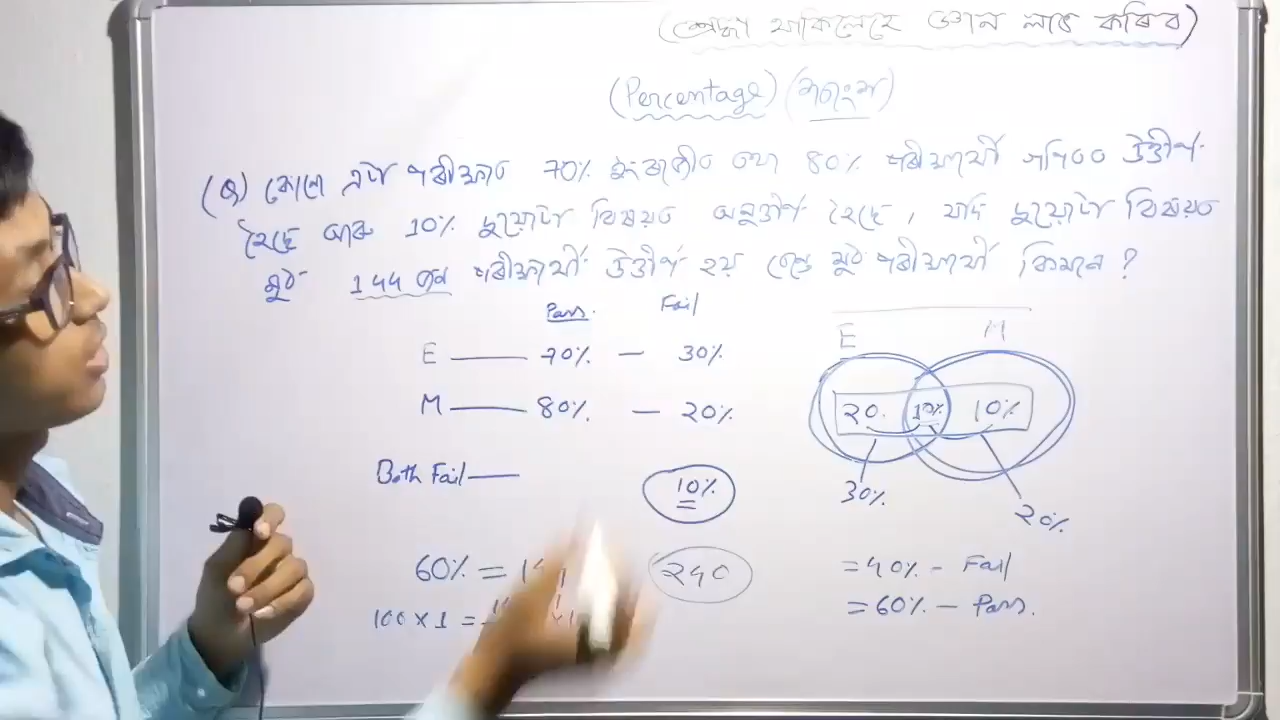 (শ্ৰদ্ধা থাকিলেহে জ্ঞান লাভ কৰিব)
(Percentage) (শতাংশ)
(Q) কোনো এটা পৰীক্ষাত 70% ইংৰাজীত আৰু 80% পৰীক্ষাৰ্থী গণিতত উত্তীৰ্ণ
হৈছে আৰু 10% দুয়োটা বিষয়ত অনুত্তীৰ্ণ হৈছে, যদি দুয়োটা বিষয়ত
মুঠ 144 জন পৰীক্ষাৰ্থী উত্তীৰ্ণ হয় তেন্তে মুঠ পৰীক্ষাৰ্থী কিমান?
Pass Fail
E — 70% — 30%
M — 80% — 20%
Both Fail — 10%
60% =
240
100 × 1 =
E M
20 10% 10%
30% 20%
= 40% - Fail
= 60% - Pass.